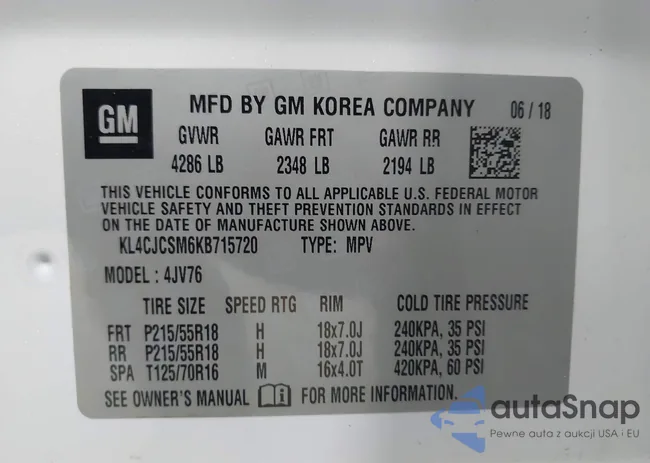 GM MFD BY GM KOREA COMPANY 06 / 18
GVWR GAWR FRT GAWR RR
4286 LB 2348 LB 2194 LB
THIS VEHICLE CONFORMS TO ALL APPLICABLE U.S. FEDERAL MOTOR
VEHICLE SAFETY AND THEFT PREVENTION STANDARDS IN EFFECT
ON THE DATE OF MANUFACTURE SHOWN ABOVE.
KL4CJCSM6KB715720 TYPE: MPV
MODEL : 4JV76
TIRE SIZE SPEED RTG RIM COLD TIRE PRESSURE
FRT P215/55R18 H 18x7.0J 240KPA, 35 PSI
RR P215/55R18 H 18x7.0J 240KPA, 35 PSI
SPA T125/70R16 M 16x4.0T 420KPA, 60 PSI
SEE OWNER'S MANUAL FOR MORE INFORMATION.
autaSnap
Pewne auta z aukcji USA i EU